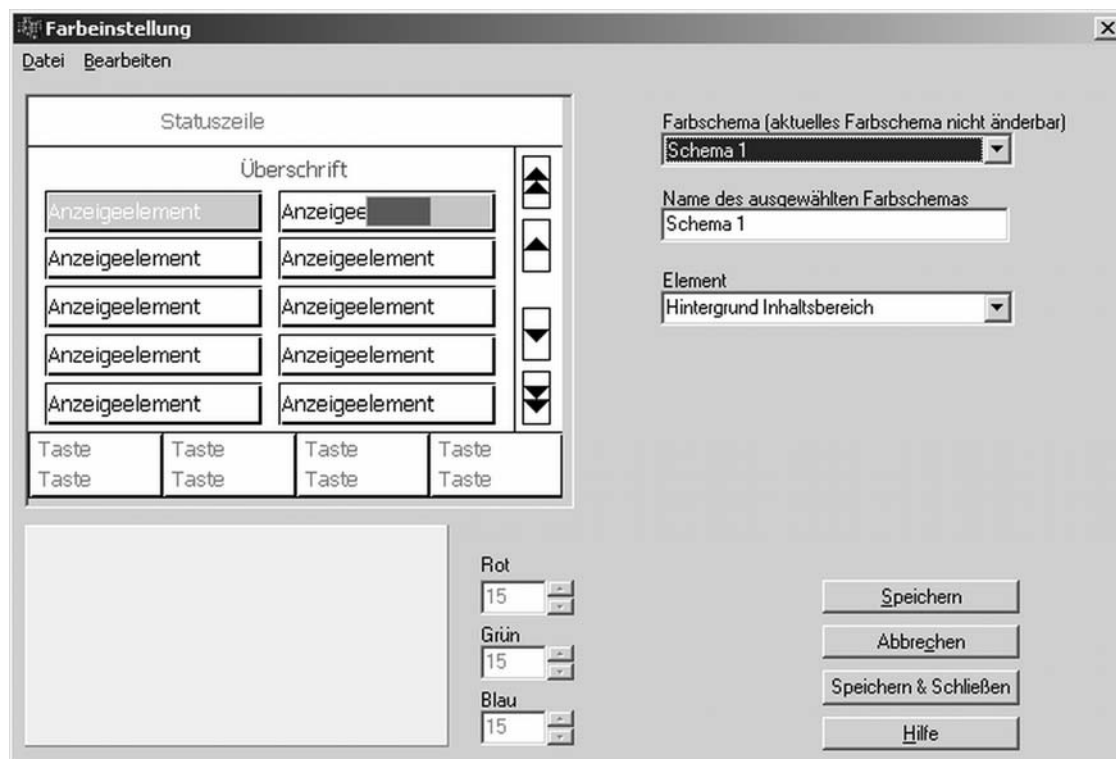 Farbeinstellung
Datei Bearbeiten
Statuszeile
Überschrift
Anzeigeelement Anzeigee
Anzeigeelement Anzeigeelement
Anzeigeelement Anzeigeelement
Anzeigeelement Anzeigeelement
Anzeigeelement Anzeigeelement
Taste Taste Taste Taste
Taste Taste Taste Taste
Farbschema (aktuelles Farbschema nicht änderbar)
Schema 1
Name des ausgewählten Farbschemas
Schema 1
Element
Hintergrund Inhaltsbereich
Rot
15
Grün
15
Blau
15
Speichern
Abbrechen
Speichern & Schließen
Hilfe